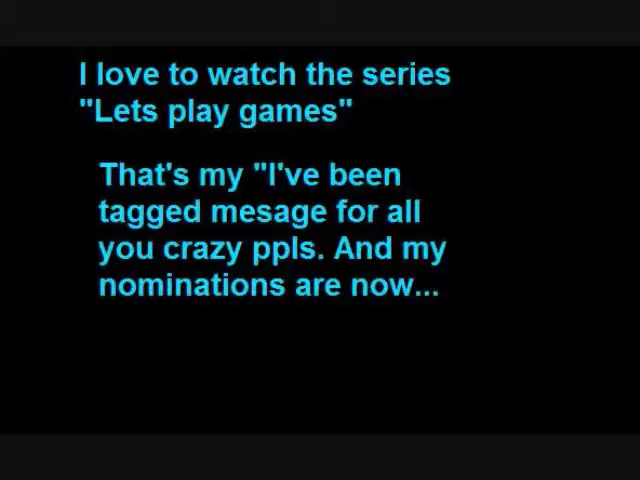 I love to watch the series
"Lets play games"
That's my "I've been
tagged mesage for all
you crazy ppls. And my
nominations are now...